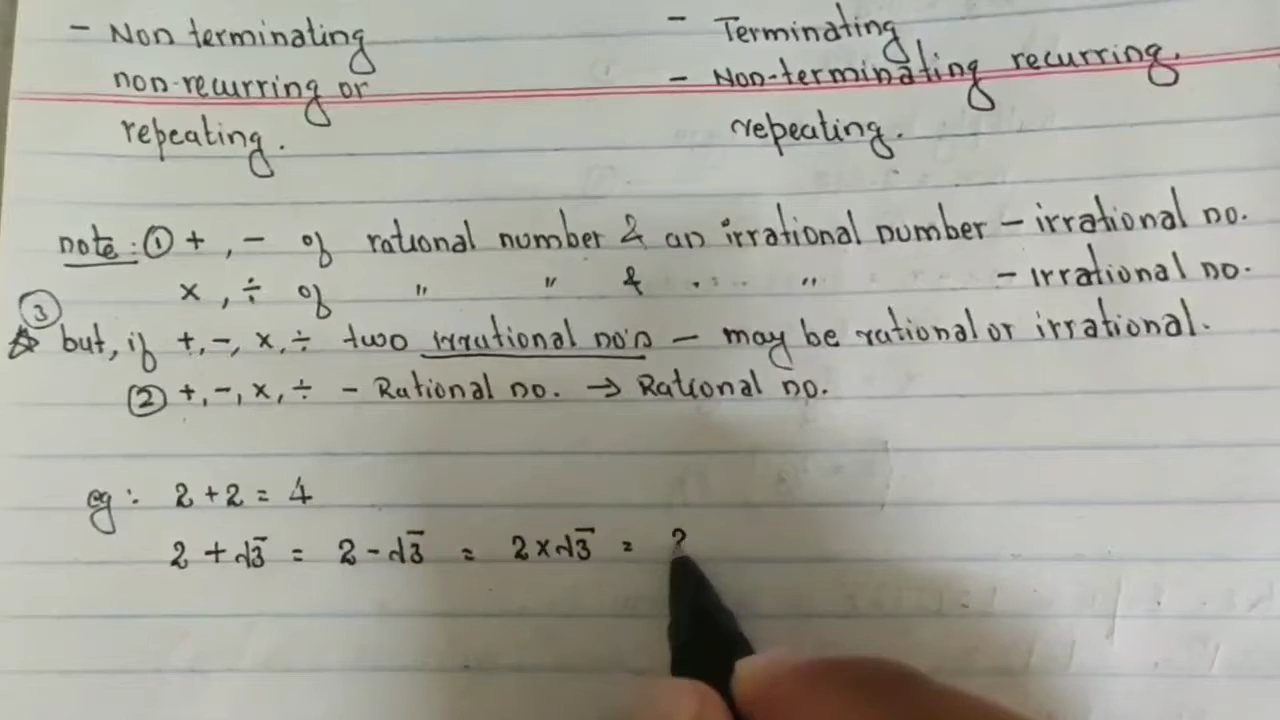 - Non terminating
non-recurring or
repeating.
- Terminating
- Non-terminating recurring.
repeating.
note: ① +, - of rational number & an irrational number - irrational no.
×, ÷ of " " & .... " - irrational no.
③ but, if +, -, ×, ÷ two irrational no's - may be rational or irrational.
② +, -, ×, ÷ - Rational no. → Rational no.
eg: 2 + 2 = 4
2 + √3 = 2 - √3 = 2 × √3 = 2